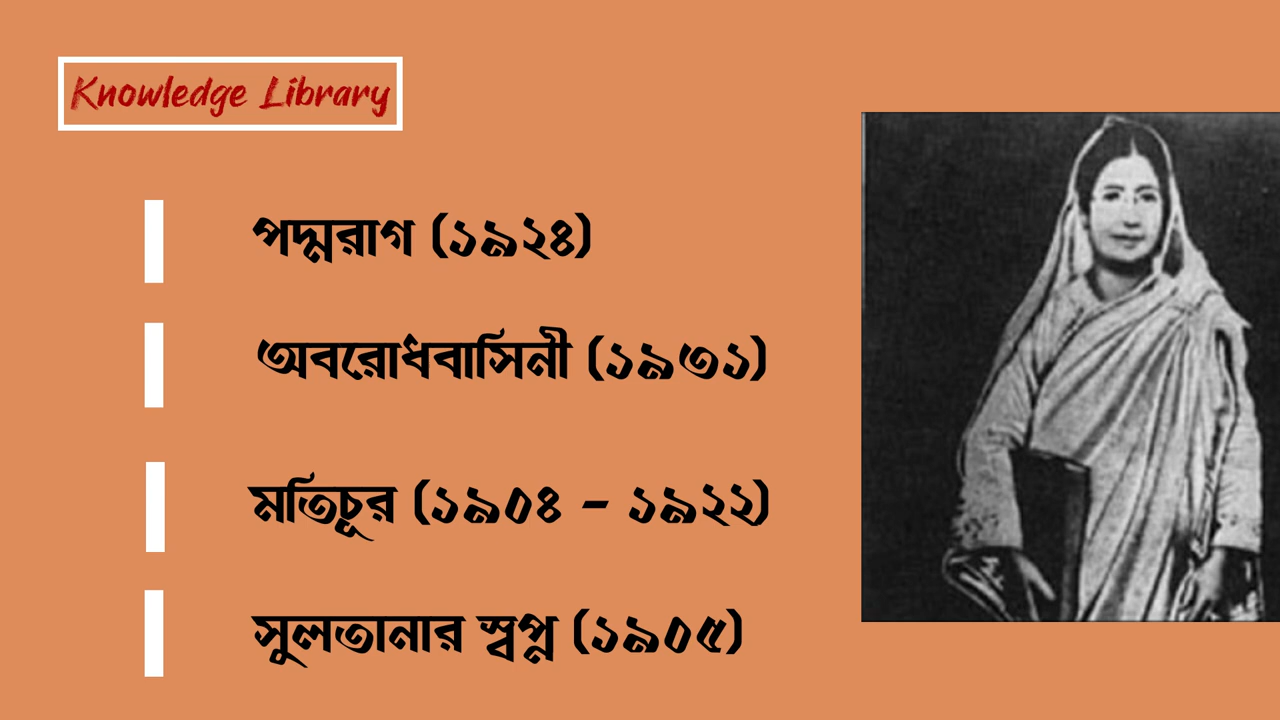 Knowledge Library
পদ্মরাগ (১৯২৪)
অবরোধবাসিনী (১৯৩১)
মতিচূর (১৯০৪ - ১৯২২)
সুলতানার স্বপ্ন (১৯০৫)